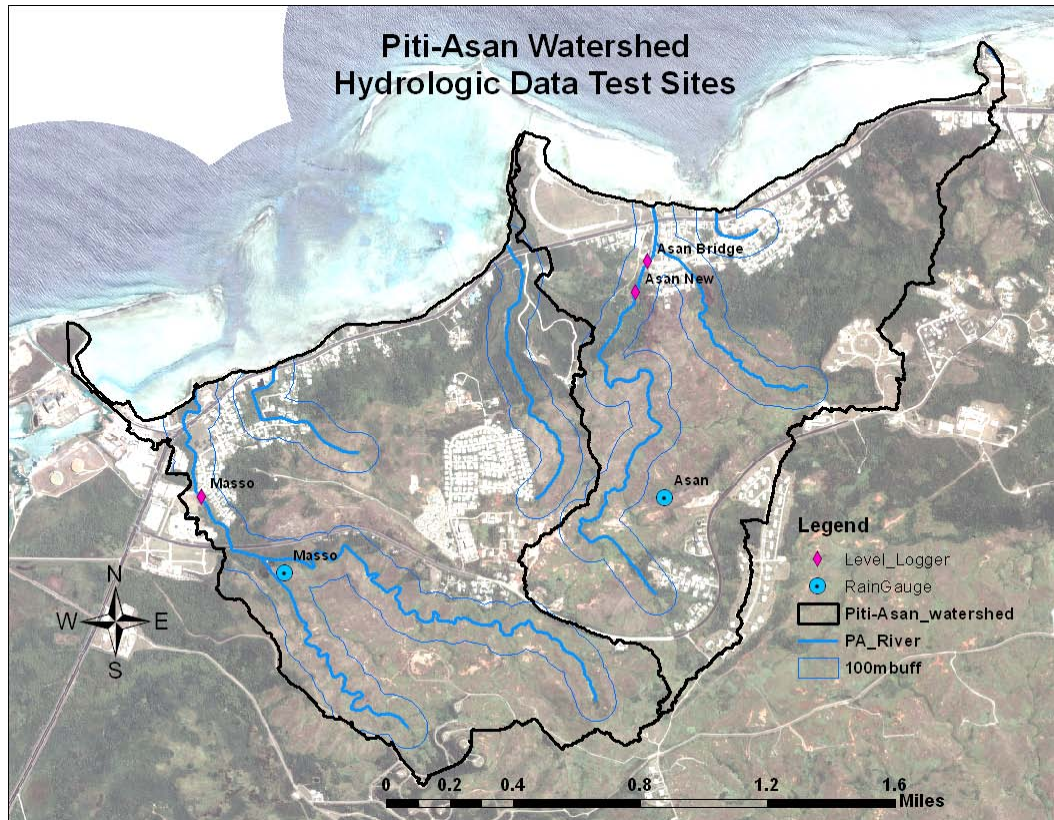 Piti-Asan Watershed
Hydrologic Data Test Sites
Asan Bridge
Asan New
Masso
Asan
Masso
Legend
Level_Logger
RainGauge
Piti-Asan_watershed
PA_River
100mbuff
N
W E
S
0 0.2 0.4 0.8 1.2 1.6
Miles